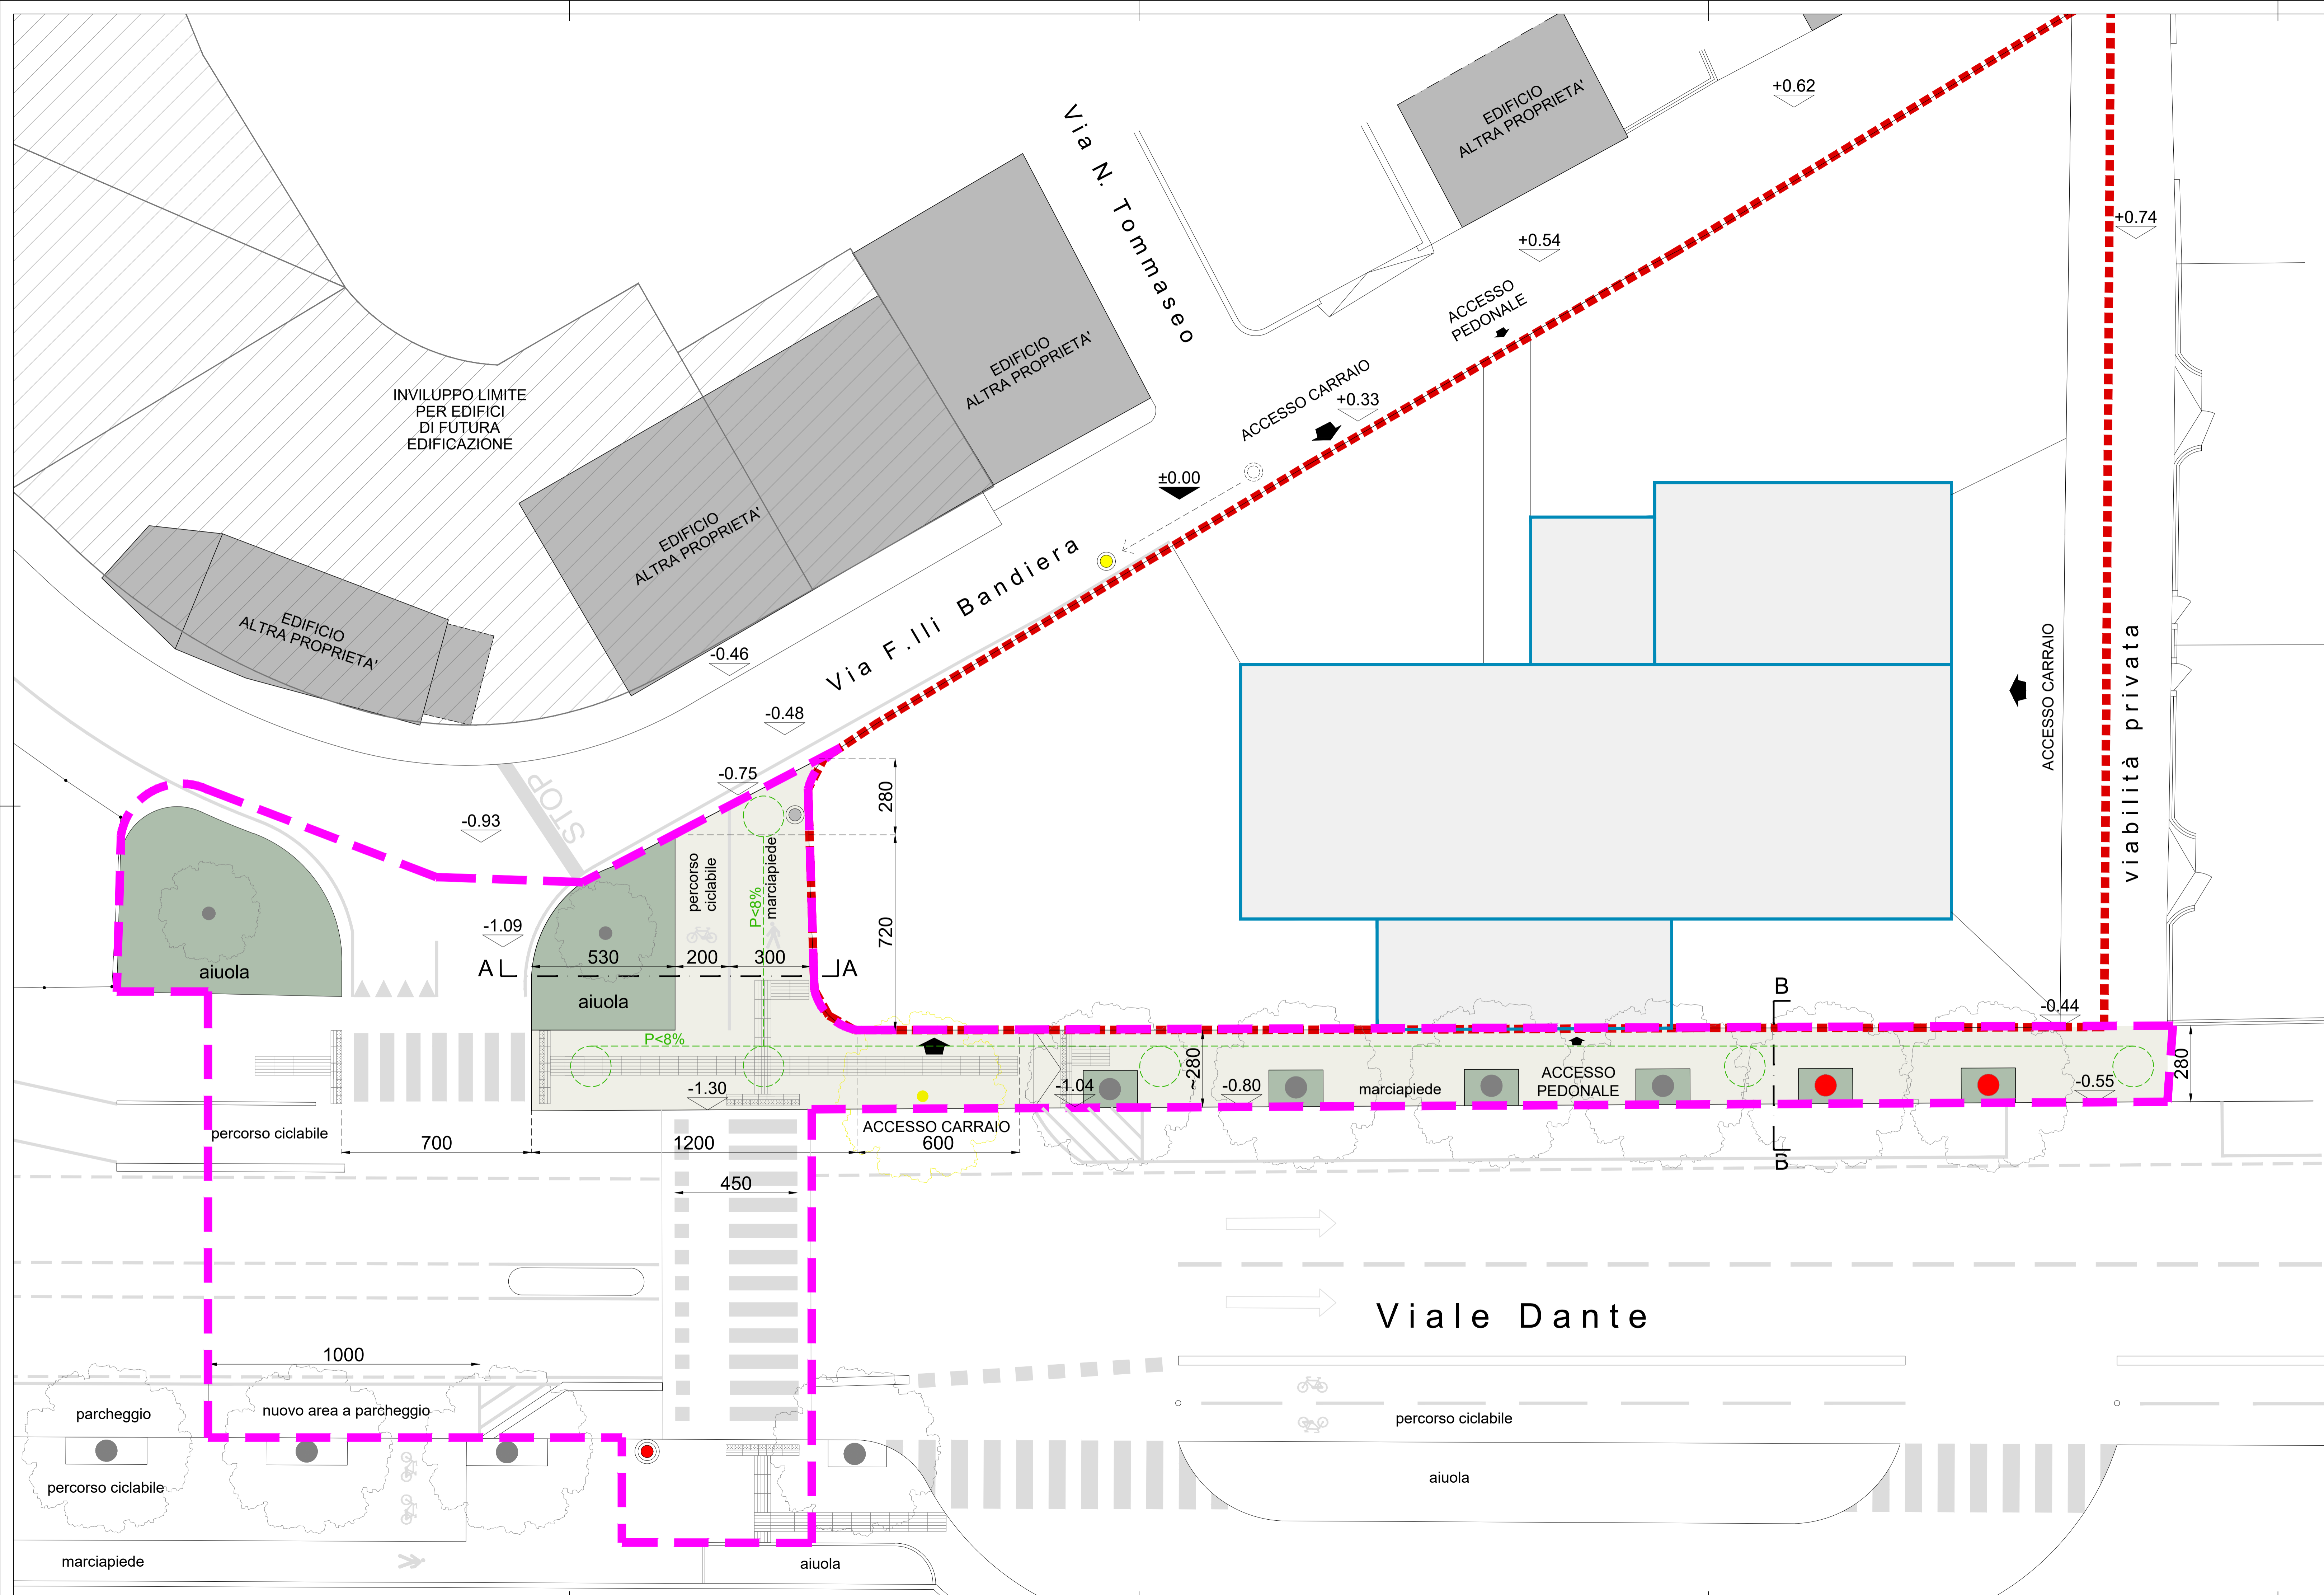 Via N. Tommaseo
EDIFICIO
ALTRA PROPRIETA'
+0.62
+0.74
+0.54
ACCESSO
PEDONALE
EDIFICIO
ALTRA PROPRIETA'
ACCESSO CARRAIO
+0.33
INVILUPPO LIMITE
PER EDIFICI
DI FUTURA
EDIFICAZIONE
±0.00
EDIFICIO
ALTRA PROPRIETA'
Via F.lli Bandiera
EDIFICIO
ALTRA PROPRIETA'
-0.46
ACCESSO CARRAIO
viabilità privata
-0.48
STOP
-0.75
280
-0.93
percorso
ciclabile
P<8%
marciapiede
720
-1.09
aiuola
A
530
200
300
A
aiuola
B
-0.44
P<8%
-1.30
~280
-1.04
-0.80
marciapiede
ACCESSO
PEDONALE
-0.55
280
percorso ciclabile
700
1200
ACCESSO CARRAIO
600
B
450
Viale Dante
1000
parcheggio
nuovo area a parcheggio
percorso ciclabile
percorso ciclabile
aiuola
marciapiede
aiuola